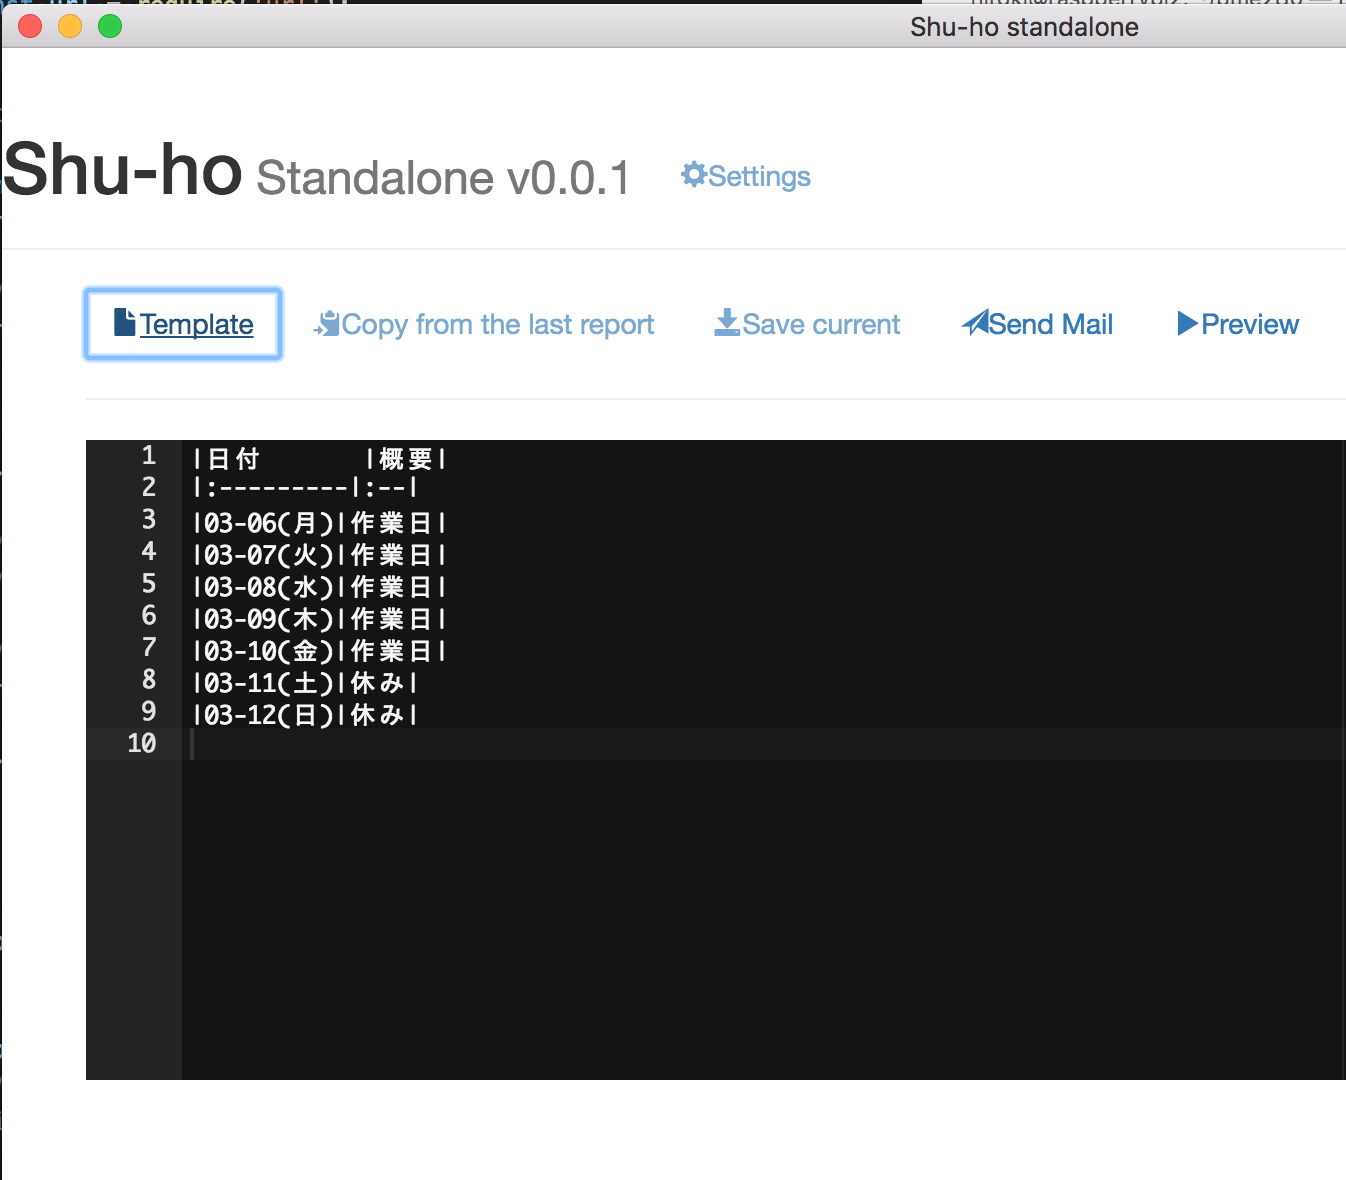 Shu-ho standalone
Shu-ho Standalone v0.0.1 Settings
Template Copy from the last report Save current Send Mail Preview
1 |日付       |概要|
2 |:---------|:--|
3 |03-06(月)|作業日|
4 |03-07(火)|作業日|
5 |03-08(水)|作業日|
6 |03-09(木)|作業日|
7 |03-10(金)|作業日|
8 |03-11(土)|休み|
9 |03-12(日)|休み|
10